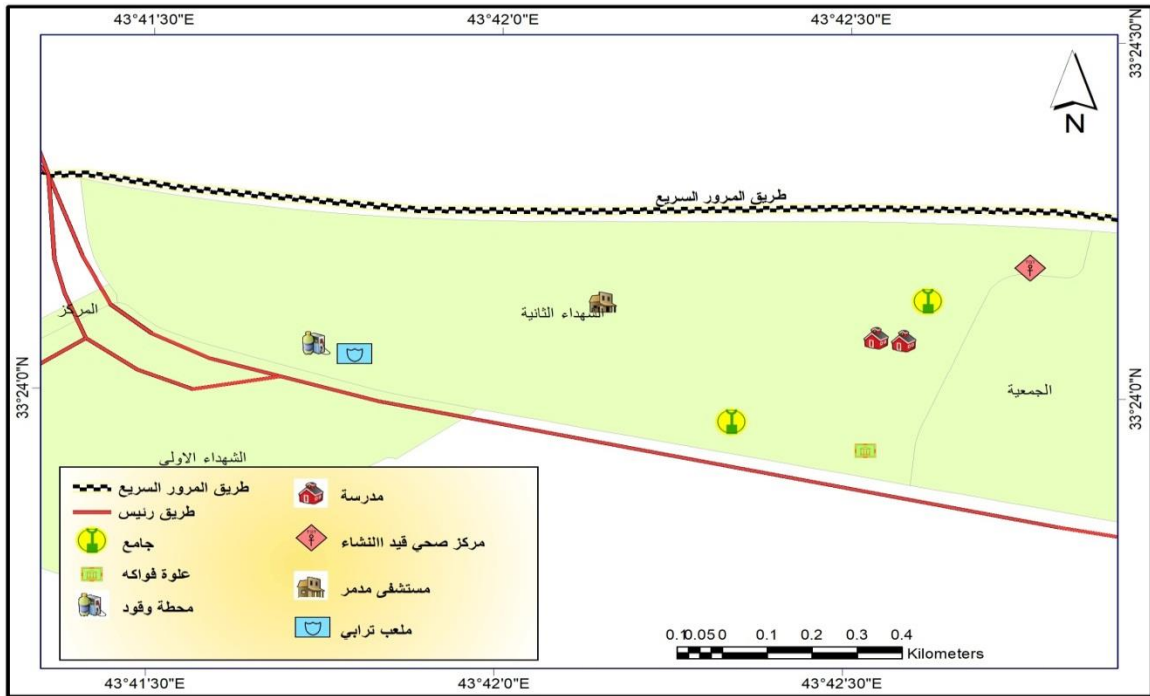 43°41'30"E
43°42'0"E
43°42'30"E
33°24'30"N
N
طريق المرور السريع
المركز
الشهداء الثانية
33°24'0"N
الجمعية
33°24'0"N
الشهداء الاولى
طريق المرور السريع
طريق رئيس
جامع
علوة فواكه
محطة وقود
مدرسة
مركز صحي قيد االنشاء
مستشفى مدمر
ملعب ترابي
0.1 0.05 0 0.1 0.2 0.3 0.4
Kilometers
43°41'30"E
43°42'0"E
43°42'30"E